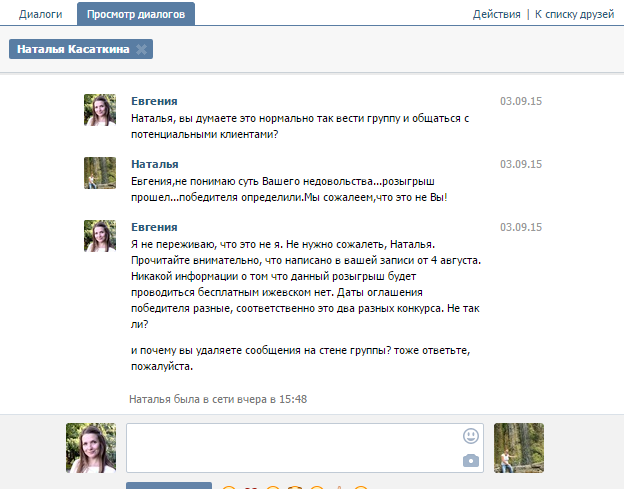 Диалоги Просмотр диалогов Действия | К списку друзей
Наталья Касаткина
Евгения 03.09.15
Наталья, вы думаете это нормально так вести группу и общаться с
потенциальными клиентами?
Наталья 03.09.15
Евгения,не понимаю суть Вашего недовольства...розыгрыш
прошел...победителя определили.Мы сожалеем,что это не Вы!
Евгения 03.09.15
Я не переживаю, что это не я. Не нужно сожалеть, Наталья.
Прочитайте внимательно, что написано в вашей записи от 4 августа.
Никакой информации о том что данный розыгрыш будет
проводиться бесплатным ижевском нет. Даты оглашения
победителя разные, соответственно это два разных конкурса. Не так
ли?
и почему вы удаляете сообщения на стене группы? тоже ответьте,
пожалуйста.
Наталья была в сети вчера в 15:48